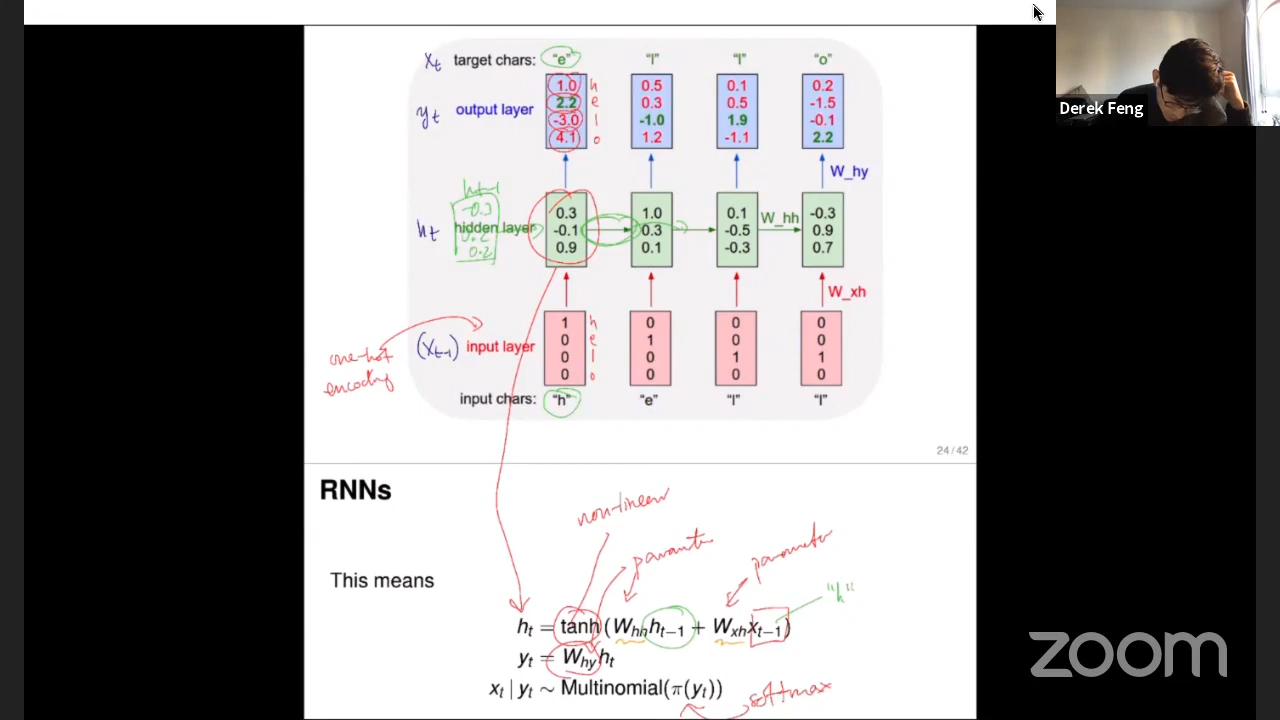 Derek Feng
x_t target chars: "e" "l" "l" "o"
y_t output layer
1.0 h 0.5 0.1 0.2
2.2 e 0.3 0.5 -1.5
-3.0 l -1.0 1.9 -0.1
4.1 o 1.2 -1.1 2.2
W_hy
h_t hidden layer
0.3 1.0 0.1 W_hh -0.3
-0.1 0.3 -0.5 0.9
0.9 0.1 -0.3 0.7
W_xh
(x_t-1) input layer
1 h 0 0 0
0 e 1 0 0
0 l 0 1 1
0 o 0 0 0
one-hot
encoding
input chars: "h" "e" "l" "l"
24 / 42
RNNs
non-linear
parameter
"h"
This means
h_t = tanh(W_hh h_t-1 + W_xh x_t-1)
y_t = W_hy h_t
x_t | y_t ~ Multinomial(π(y_t))
softmax
zoom